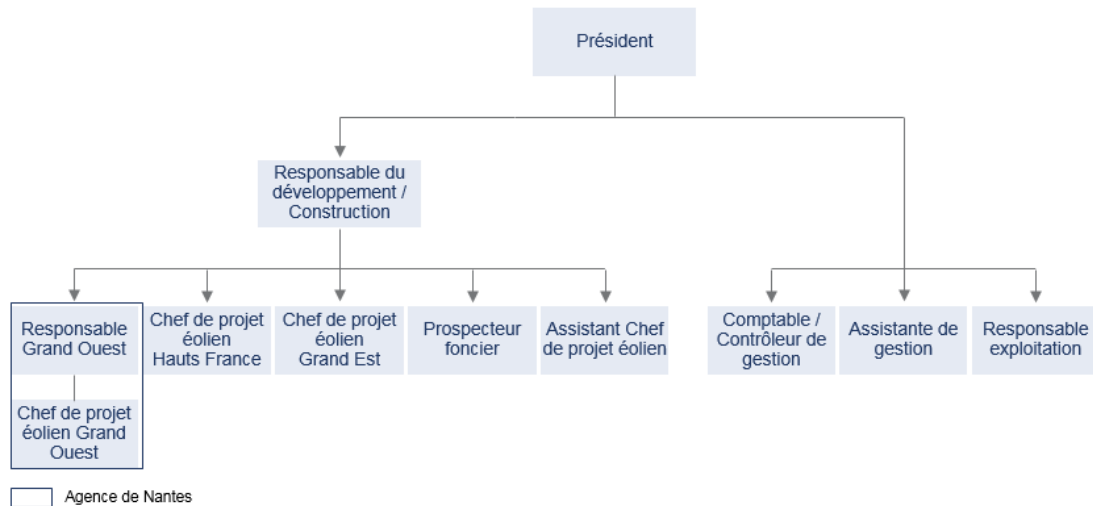 Président
Responsable du
développement /
Construction
Responsable
Grand Ouest
Chef de projet
éolien
Hauts France
Chef de projet
éolien
Grand Est
Prospecteur
foncier
Assistant Chef
de projet éolien
Comptable /
Contrôleur de
gestion
Assistante de
gestion
Responsable
exploitation
Chef de projet
éolien Grand
Ouest
Agence de Nantes